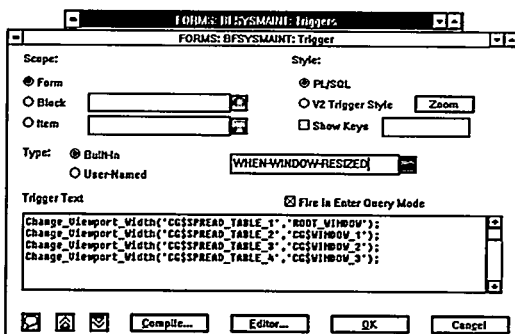 FORMS: BFSYSMAINT: Triggers
FORMS: BFSYSMAINT: Trigger
Scope:
Style:
Form
PL/SQL
Block
V2 Trigger Style
Zoom
Item
Show Keys
Type:
Built-In
WHEN-WINDOW-RESIZED
User-Named
Trigger Text
Fire In Enter Query Mode
Change_Viewport_Width('CG$SPREAD_TABLE_1','ROOT_WINDOW');
Change_Viewport_Width('CG$SPREAD_TABLE_2','CG$WINDOW_1');
Change_Viewport_Width('CG$SPREAD_TABLE_3','CG$WINDOW_2');
Change_Viewport_Width('CG$SPREAD_TABLE_4','CG$WINDOW_3');
Compile...
Editor...
OK
Cancel